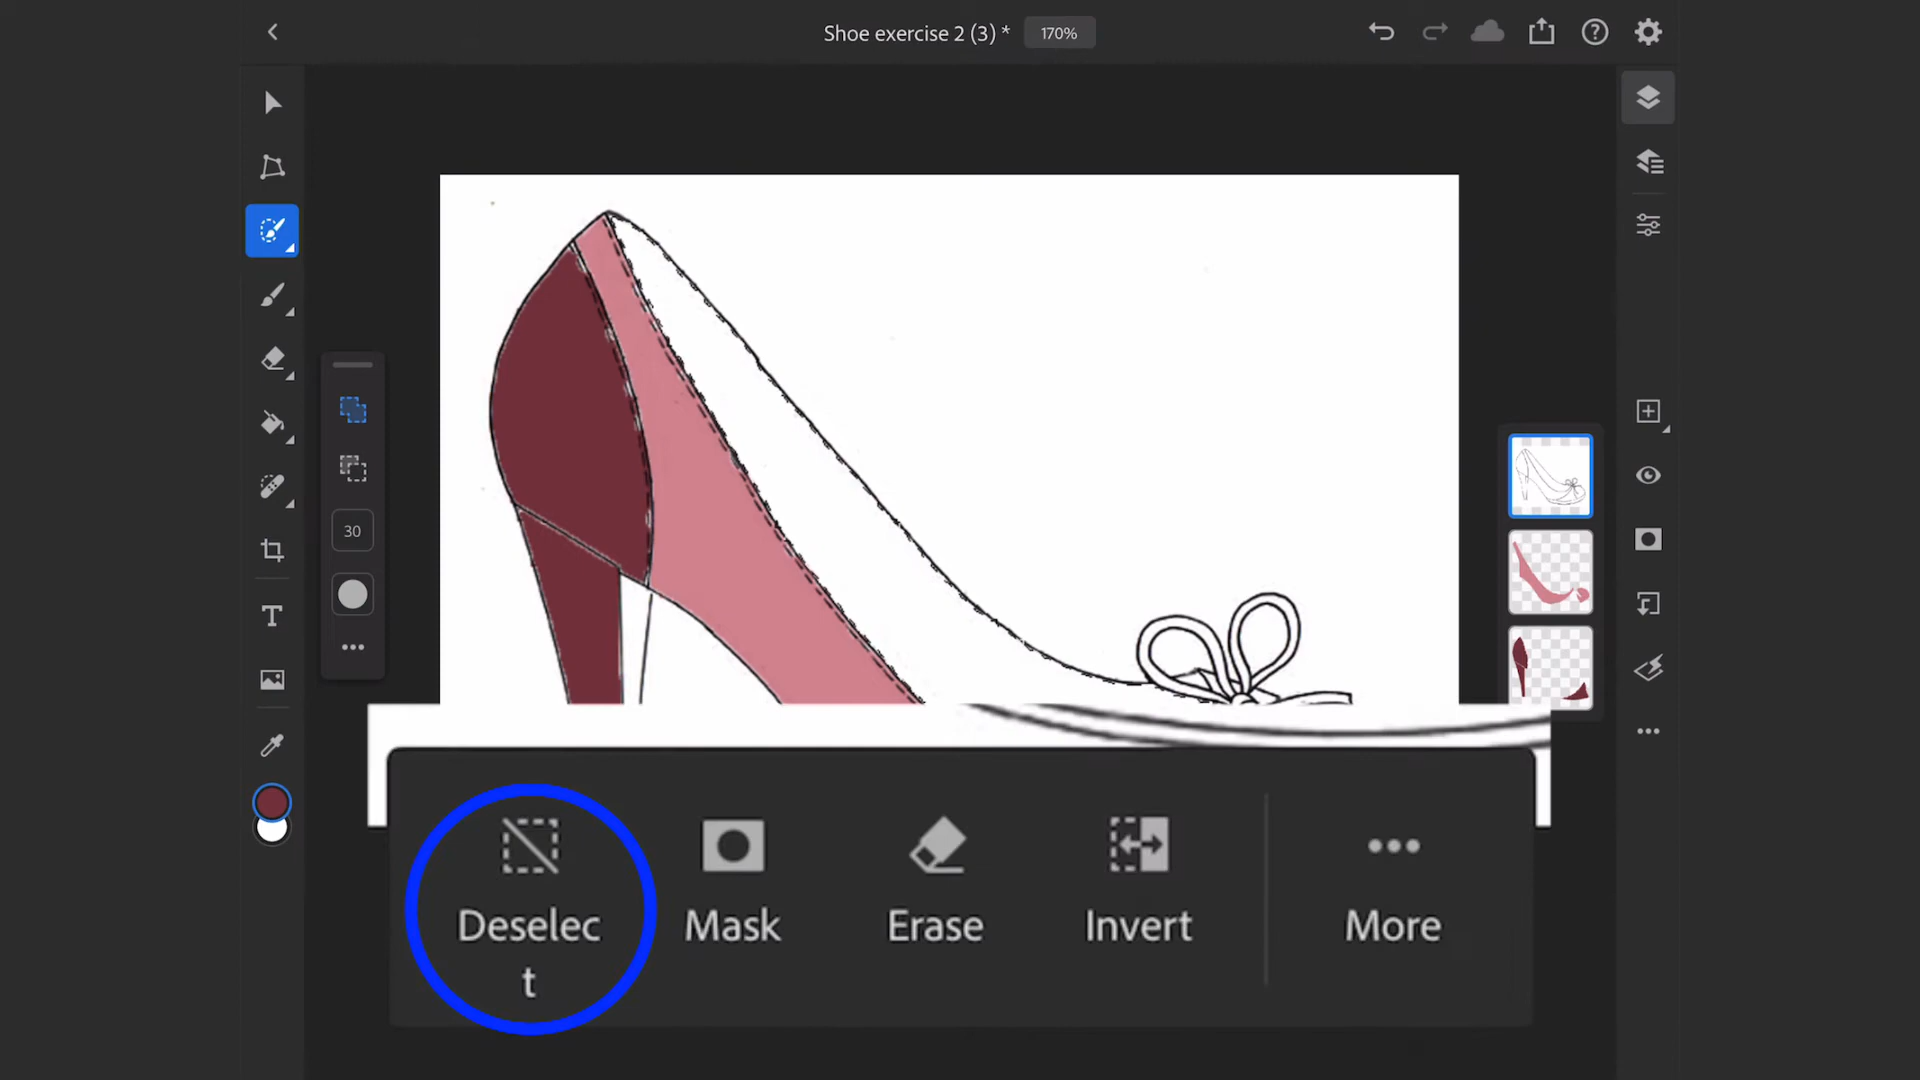 Shoe exercise 2 (3) * 170%
30
Deselec
t
Mask
Erase
Invert
More